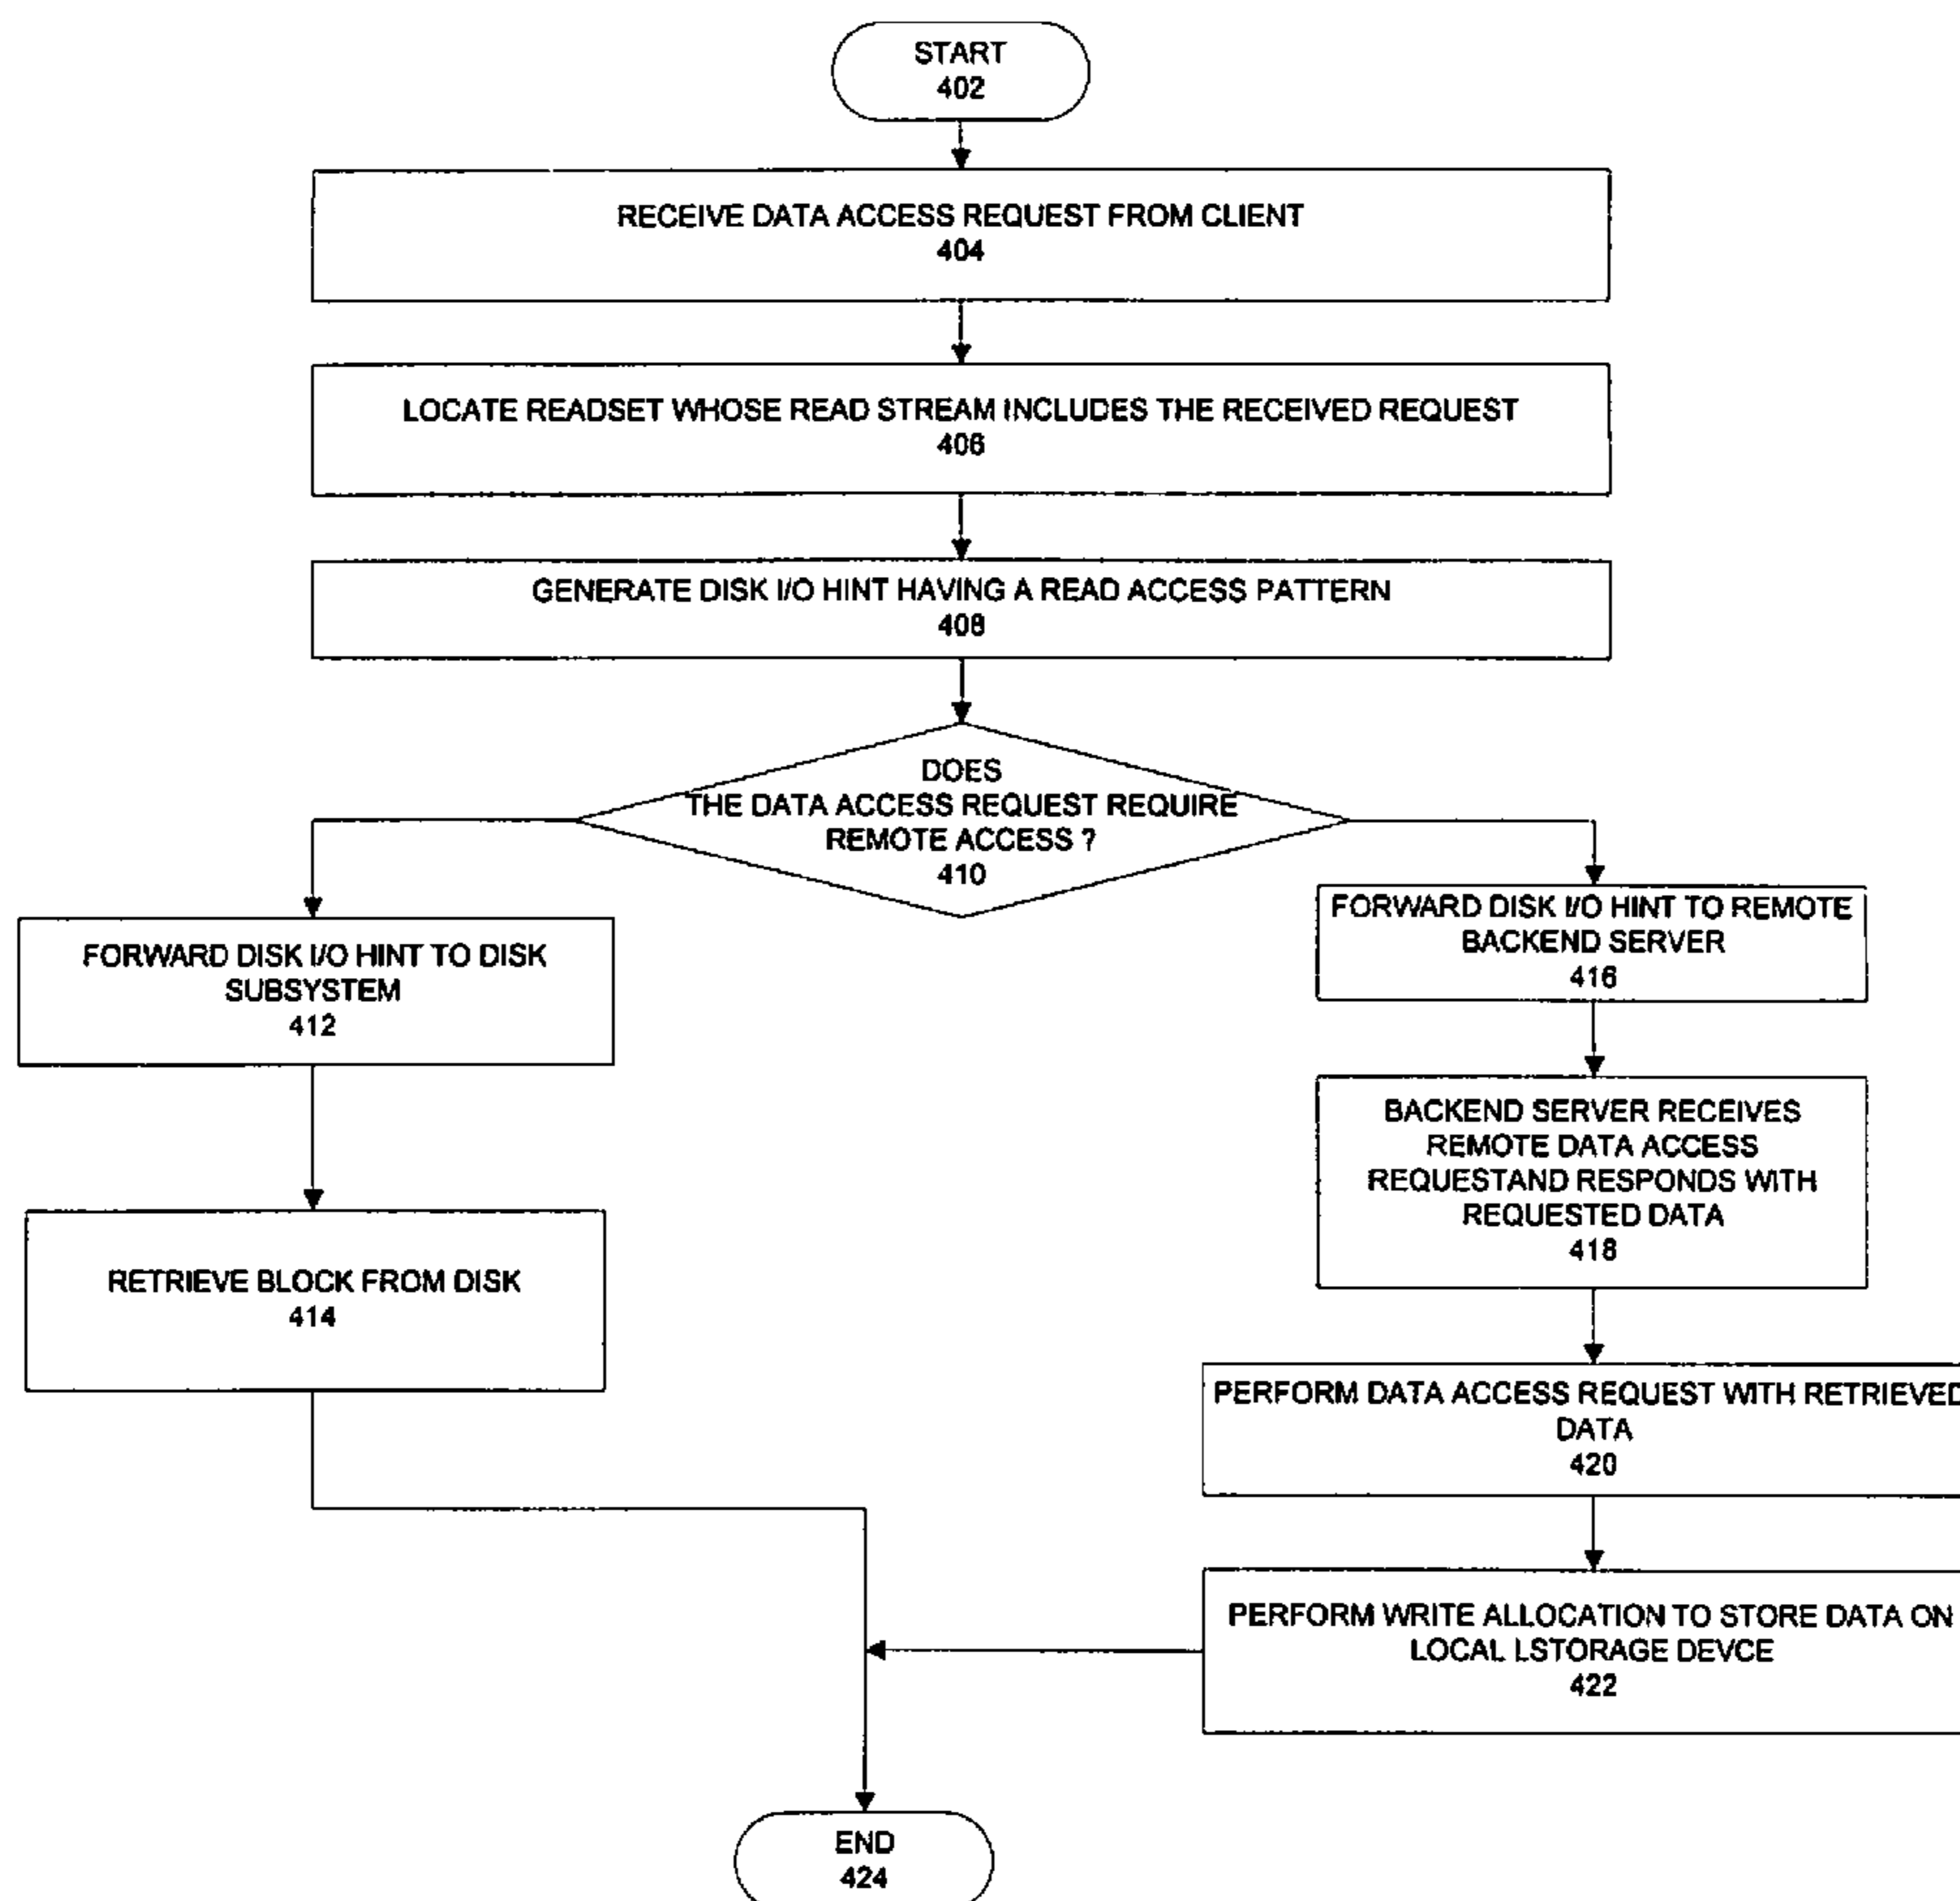 START
402
RECEIVE DATA ACCESS REQUEST FROM CLIENT
404
LOCATE READSET WHOSE READ STREAM INCLUDES THE RECEIVED REQUEST
406
GENERATE DISK I/O HINT HAVING A READ ACCESS PATTERN
408
DOES
THE DATA ACCESS REQUEST REQUIRE
REMOTE ACCESS ?
410
FORWARD DISK I/O HINT TO DISK
SUBSYSTEM
412
RETRIEVE BLOCK FROM DISK
414
FORWARD DISK I/O HINT TO REMOTE
BACKEND SERVER
416
BACKEND SERVER RECEIVES
REMOTE DATA ACCESS
REQUESTAND RESPONDS WITH
REQUESTED DATA
418
PERFORM DATA ACCESS REQUEST WITH RETRIEVED
DATA
420
PERFORM WRITE ALLOCATION TO STORE DATA ON
LOCAL LSTORAGE DEVCE
422
END
424